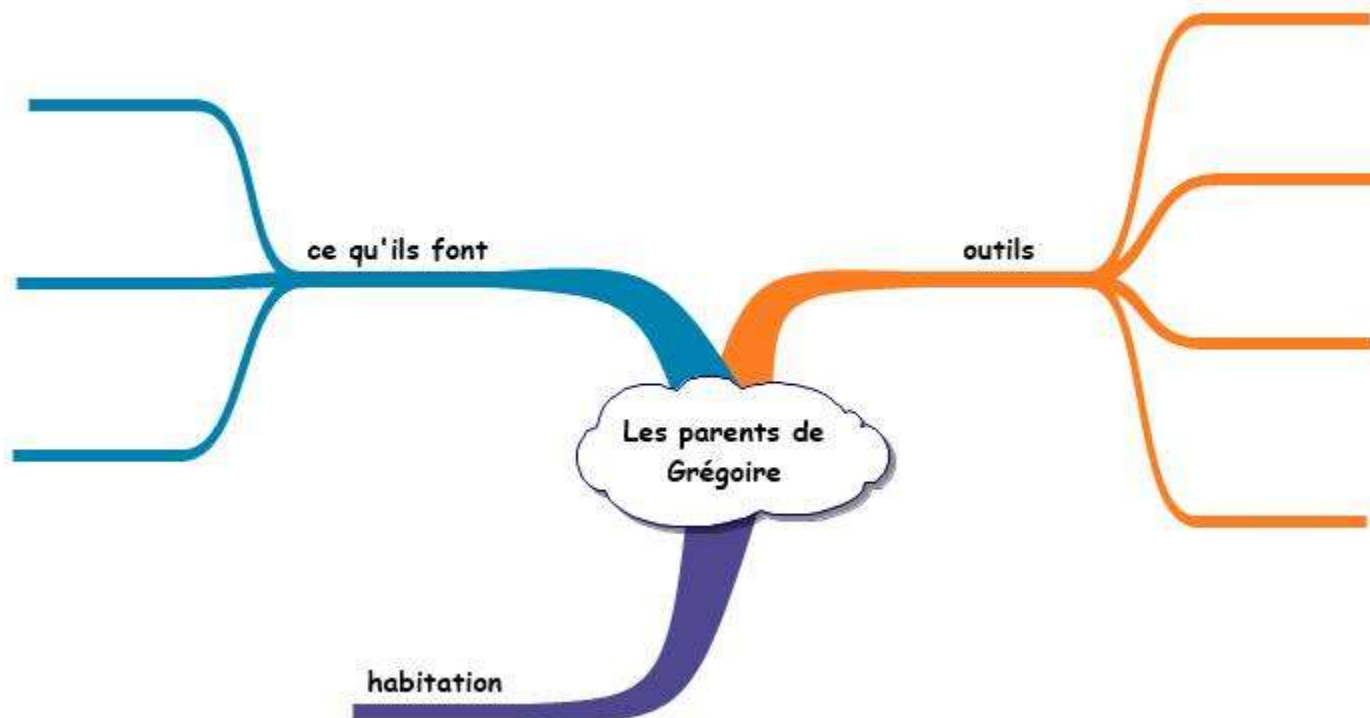 ce qu'ils font
outils
Les parents de
Grégoire
habitation